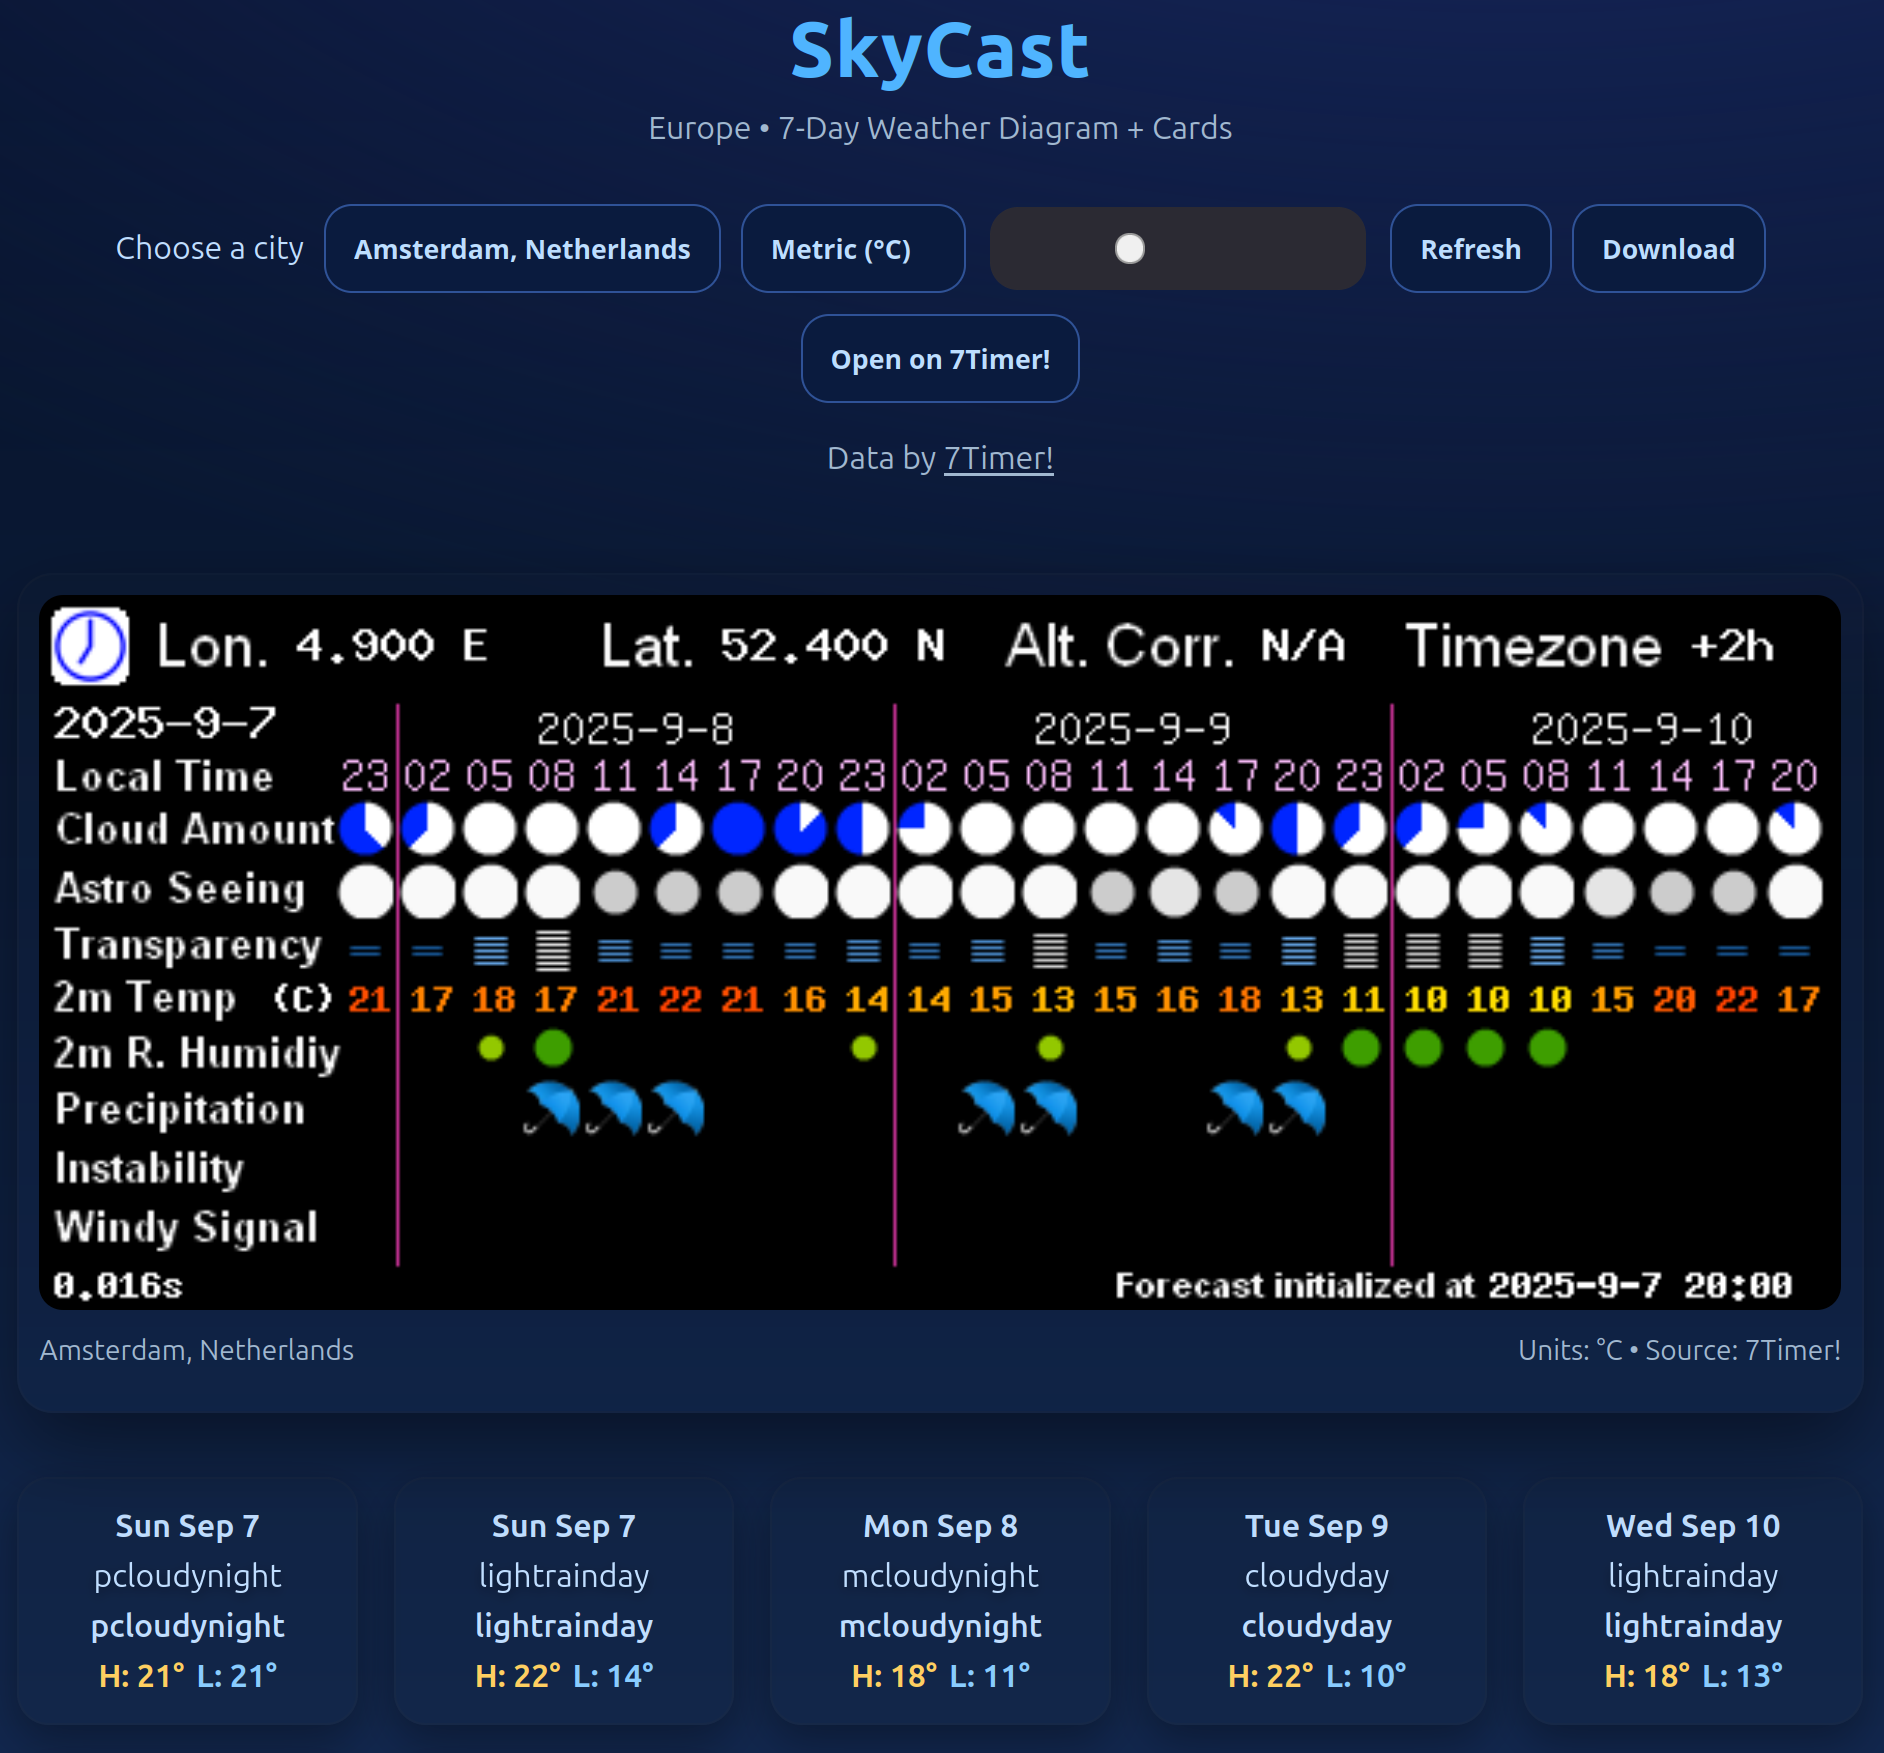 SkyCast
Europe • 7-Day Weather Diagram + Cards
Choose a city Amsterdam, Netherlands Metric (°C) Refresh Download
Open on 7Timer!
Data by 7Timer!
Lon. 4.900 E Lat. 52.400 N Alt. Corr. N/A Timezone +2h
2025-9-7 2025-9-8 2025-9-9 2025-9-10
Local Time 23 02 05 08 11 14 17 20 23 02 05 08 11 14 17 20 23 02 05 08 11 14 17 20
Cloud Amount
Astro Seeing
Transparency
2m Temp (C) 21 17 18 17 21 22 21 16 14 14 15 13 15 16 18 13 11 10 10 10 15 20 22 17
2m R. Humidiy
Precipitation
Instability
Windy Signal
0.016s Forecast initialized at 2025-9-7 20:00
Amsterdam, Netherlands Units: °C • Source: 7Timer!
Sun Sep 7 Sun Sep 7 Mon Sep 8 Tue Sep 9 Wed Sep 10
pcloudynight lightrainday mcloudynight cloudyday lightrainday
pcloudynight lightrainday mcloudynight cloudyday lightrainday
H: 21° L: 21° H: 22° L: 14° H: 18° L: 11° H: 22° L: 10° H: 18° L: 13°